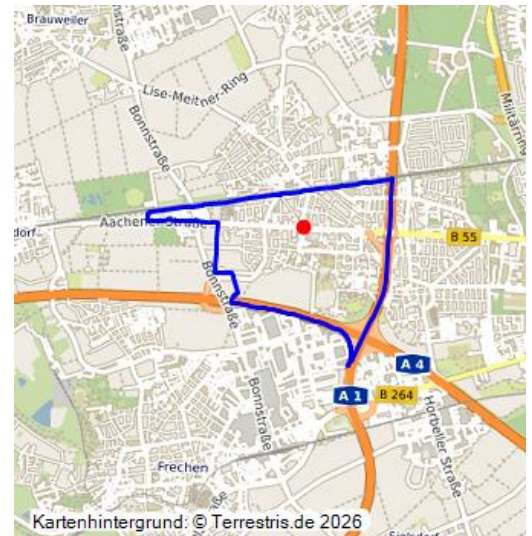 Brauweiler
Bonnstraße
Lise-Meitner-Ring
Militärring
Aachener Straße
dorf
B 55
Bonnstraße
A 4
A 1
B 264
Bonnstraße
Horbeller Straße
Frechen
Kartenhintergrund: © Terrestris.de 2026